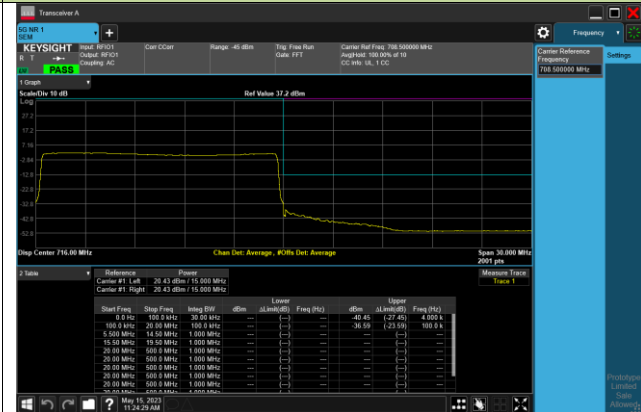 Transceiver A
5G NR 1
SEM
Frequency
KEYSIGHT
Input: RFIO1
Output: RFIO1
Coupling: AC
Corr CCorr
Range: -45 dBm
Trig: Free Run
Gate: FFT
Carrier Ref Freq: 708.500000 MHz
Avg|Hold: 100.00% of 10
CC Info: UL, 1 CC
R T
PASS
Carrier Reference
Frequency
708.500000 MHz
Settings
1 Graph
Scale/Div 10 dB
Ref Value 37.2 dBm
Log
27.2
17.2
7.16
-2.84
-12.8
-22.8
-32.8
-42.8
-52.8
Disp Center 716.00 MHz
Chan Det: Average, #Offs Det: Average
Span 30.000 MHz
2001 pts
2 Table
Reference Power
Carrier #1: Left 20.43 dBm / 15.000 MHz
Carrier #1: Right 20.43 dBm / 15.000 MHz
Measure Trace
Trace 1
Lower Upper
Start Freq Stop Freq Integ BW dBm ΔLimit(dB) Freq (Hz) dBm ΔLimit(dB) Freq (Hz)
0.0 Hz 100.0 kHz 30.00 kHz --- (---) --- -40.45 (-27.45) 4.000 k
100.0 kHz 20.00 MHz 100.0 kHz --- (---) --- -36.59 (-23.59) 100.0 k
5.500 MHz 14.50 MHz 1.000 MHz --- (---) --- --- (---) ---
15.50 MHz 19.50 MHz 1.000 MHz --- (---) --- --- (---) ---
20.00 MHz 500.0 MHz 1.000 MHz --- (---) --- --- (---) ---
20.00 MHz 500.0 MHz 1.000 MHz --- (---) --- --- (---) ---
20.00 MHz 500.0 MHz 1.000 MHz --- (---) --- --- (---) ---
20.00 MHz 500.0 MHz 1.000 MHz --- (---) --- --- (---) ---
20.00 MHz 500.0 MHz 1.000 MHz --- (---) --- --- (---) ---
Prototype
Limited
Sale
Allowed
May 15, 2023
11:24:29 AM